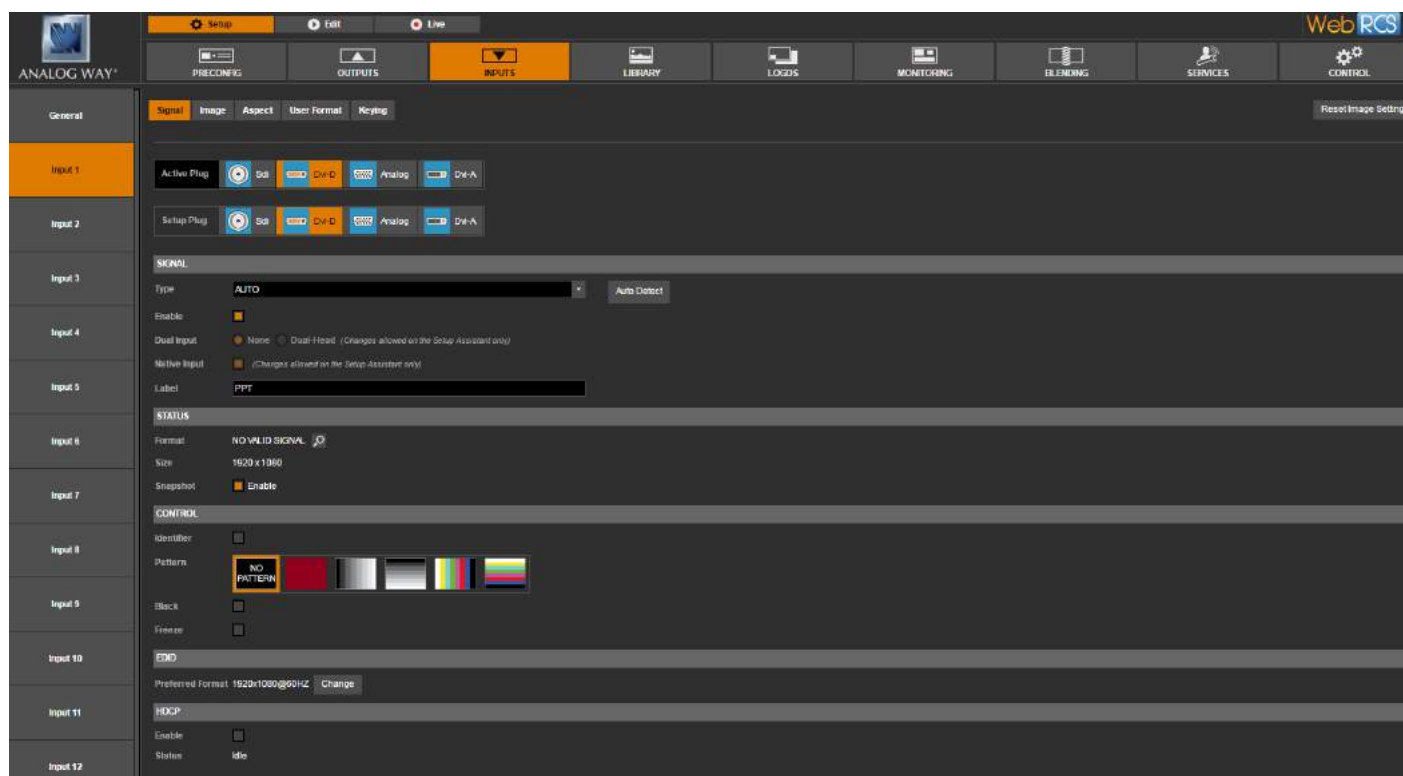 Setup Edit Live Web RCS
ANALOG WAY
PRECONFIG OUTPUTS INPUTS LIBRARY LOGOS MONITORING BLENDING SERVICES CONTROL
General
Signal Image Aspect User Format Keying Reset Image Setting
Input 1
Active Plug Sdi DVI-D Analog DVI-A
Input 2
Setup Plug Sdi DVI-D Analog DVI-A
SIGNAL
Input 3
Type AUTO Auto Detect
Enable
Input 4
Dual Input None Dual-Head (Changes allowed on the Setup Assistant only)
Native Input (Changes allowed on the Setup Assistant only)
Input 5
Label PPT
STATUS
Input 6
Format NO VALID SIGNAL
Size 1920 x 1080
Snapshot Enable
Input 7
CONTROL
Identifier
Input 8
Pattern NO PATTERN
Input 9
Black
Freeze
Input 10
EDID
Preferred Format 1920x1080@60HZ Change
Input 11
HDCP
Enable
Status Idle
Input 12